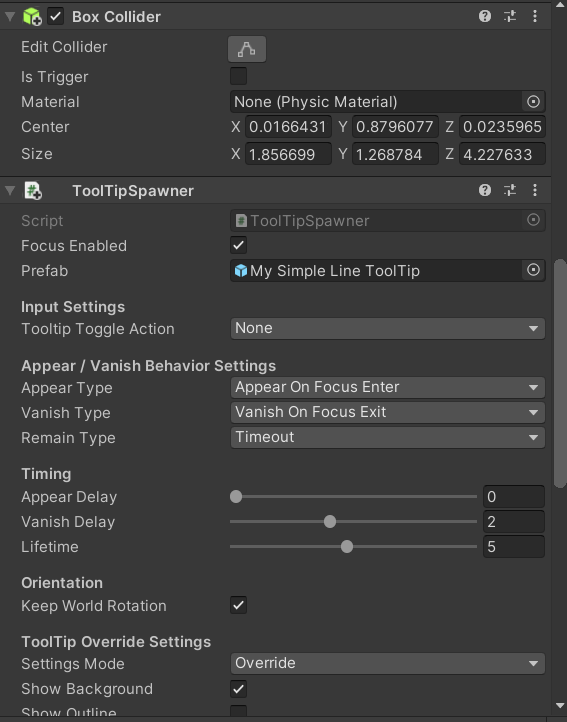 Box Collider
Edit Collider
Is Trigger
Material None (Physic Material)
Center X 0.0166431 Y 0.8796077 Z 0.0235965
Size X 1.856699 Y 1.268784 Z 4.227633
ToolTipSpawner
Script ToolTipSpawner
Focus Enabled
Prefab My Simple Line ToolTip
Input Settings
Tooltip Toggle Action None
Appear / Vanish Behavior Settings
Appear Type Appear On Focus Enter
Vanish Type Vanish On Focus Exit
Remain Type Timeout
Timing
Appear Delay 0
Vanish Delay 2
Lifetime 5
Orientation
Keep World Rotation
ToolTip Override Settings
Settings Mode Override
Show Background
Show Outline